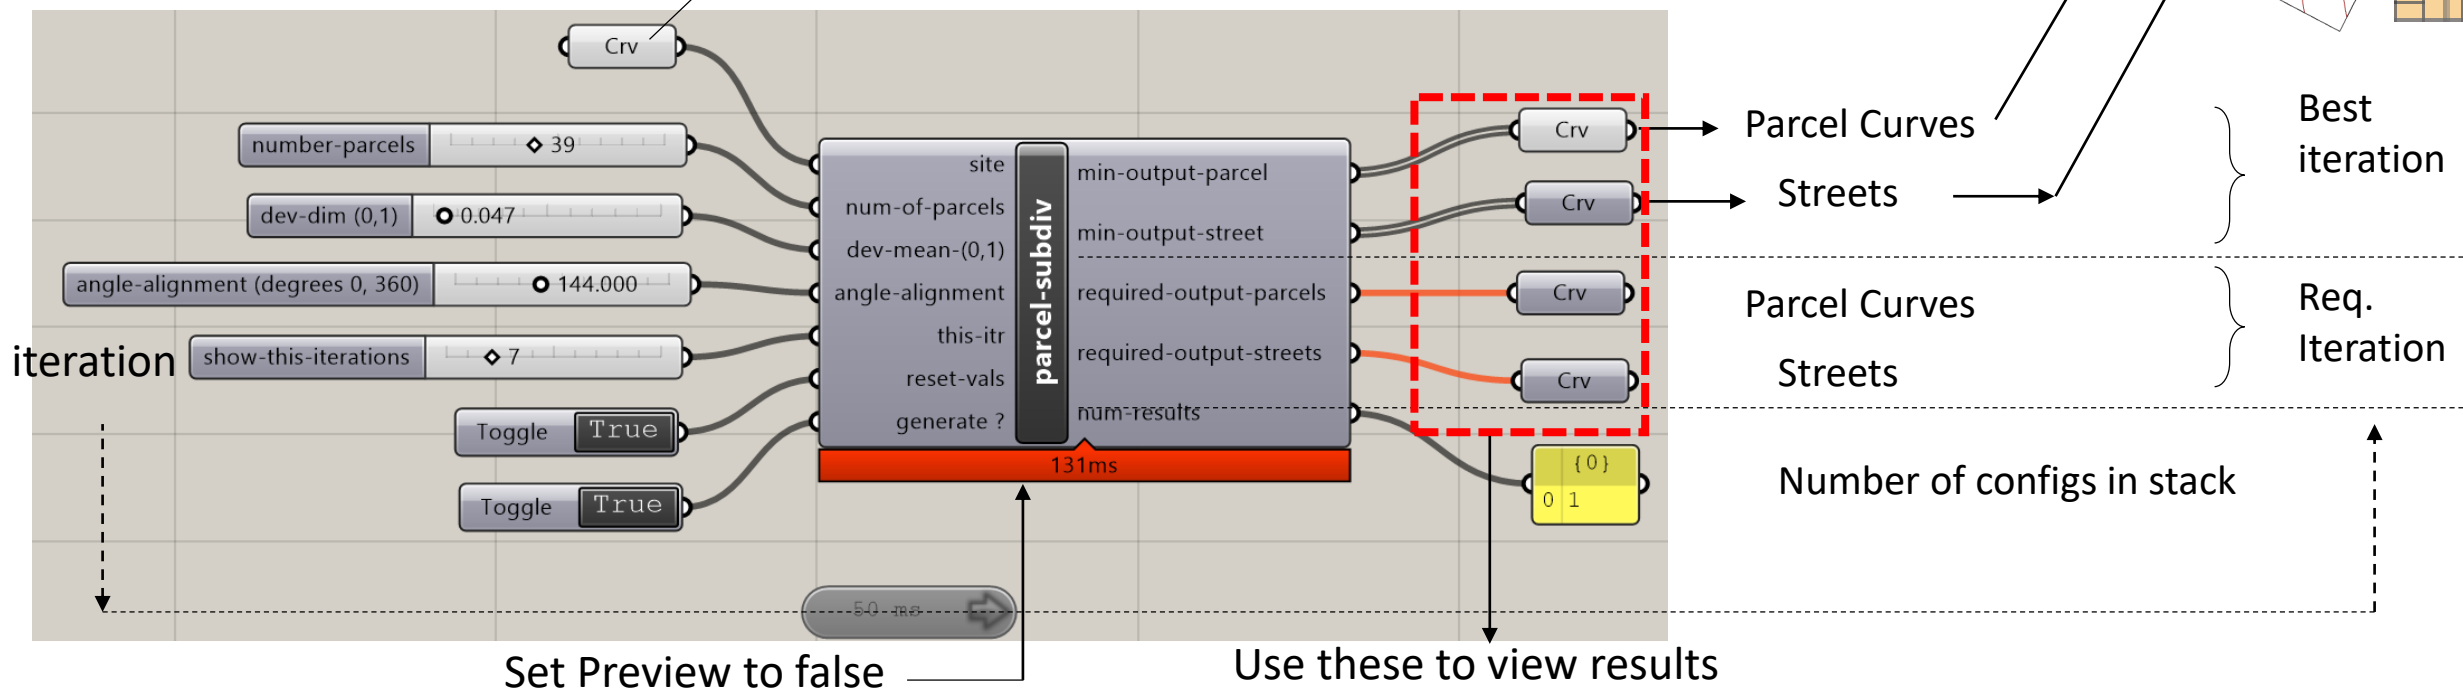 Crv
number-parcels 39
dev-dim (0,1) 0.047
angle-alignment (degrees 0, 360) 144.000
iteration
show-this-iterations 7
Toggle True
Toggle True
site
num-of-parcels
dev-mean-(0,1)
angle-alignment
this-itr
reset-vals
generate ?
parcel-subdiv
min-output-parcel
min-output-street
required-output-parcels
required-output-streets
num-results
131ms
50 ms
Crv
Crv
Crv
Crv
{0}
0 1
Parcel Curves
Streets
Best
iteration
Parcel Curves
Streets
Req.
Iteration
Number of configs in stack
Set Preview to false
Use these to view results